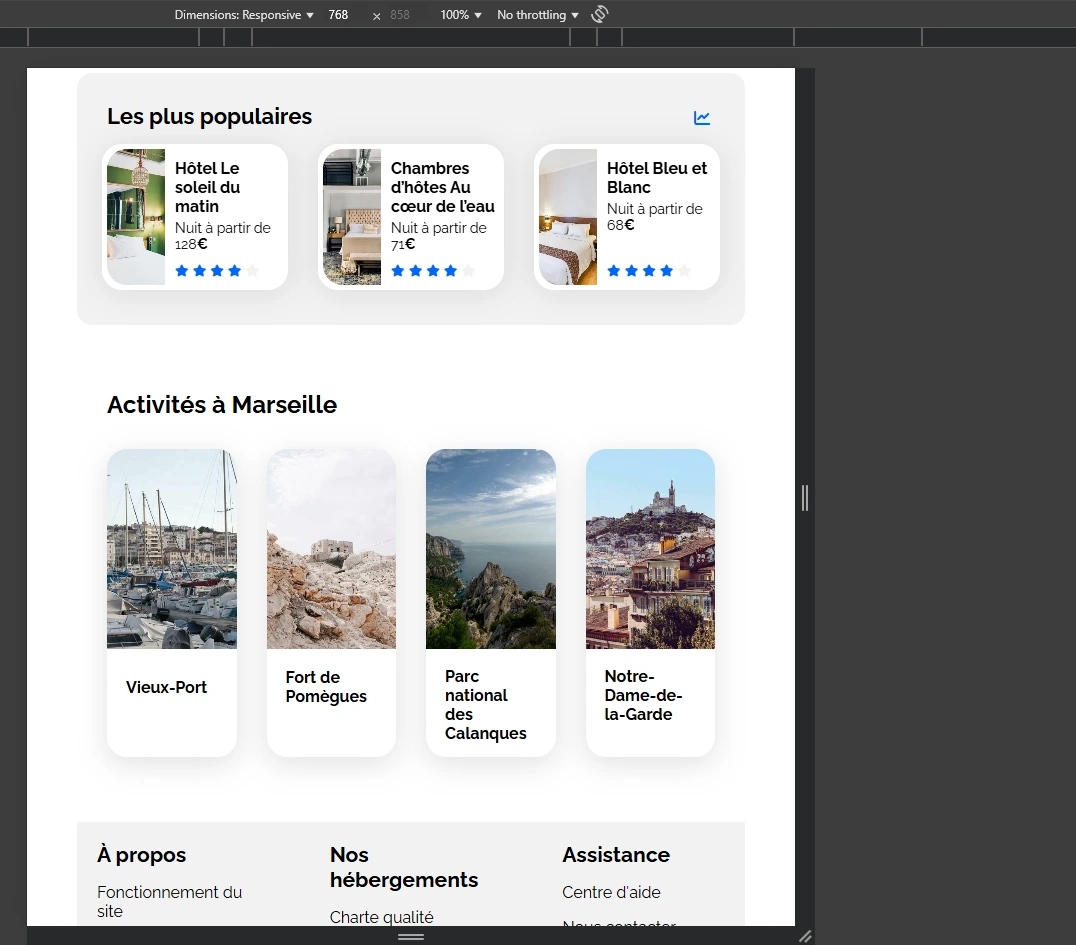 Dimensions: Responsive 768 × 858 100% No throttling
Les plus populaires
Hôtel Le
soleil du
matin
Nuit à partir de
128€
Chambres
d'hôtes Au
cœur de l'eau
Nuit à partir de
71€
Hôtel Bleu et
Blanc
Nuit à partir de
68€
Activités à Marseille
Vieux-Port
Fort de
Pomègues
Parc
national
des
Calanques
Notre-
Dame-de-
la-Garde
À propos
Fonctionnement du
site
Nos
hébergements
Charte qualité
Assistance
Centre d'aide
Nous contacter